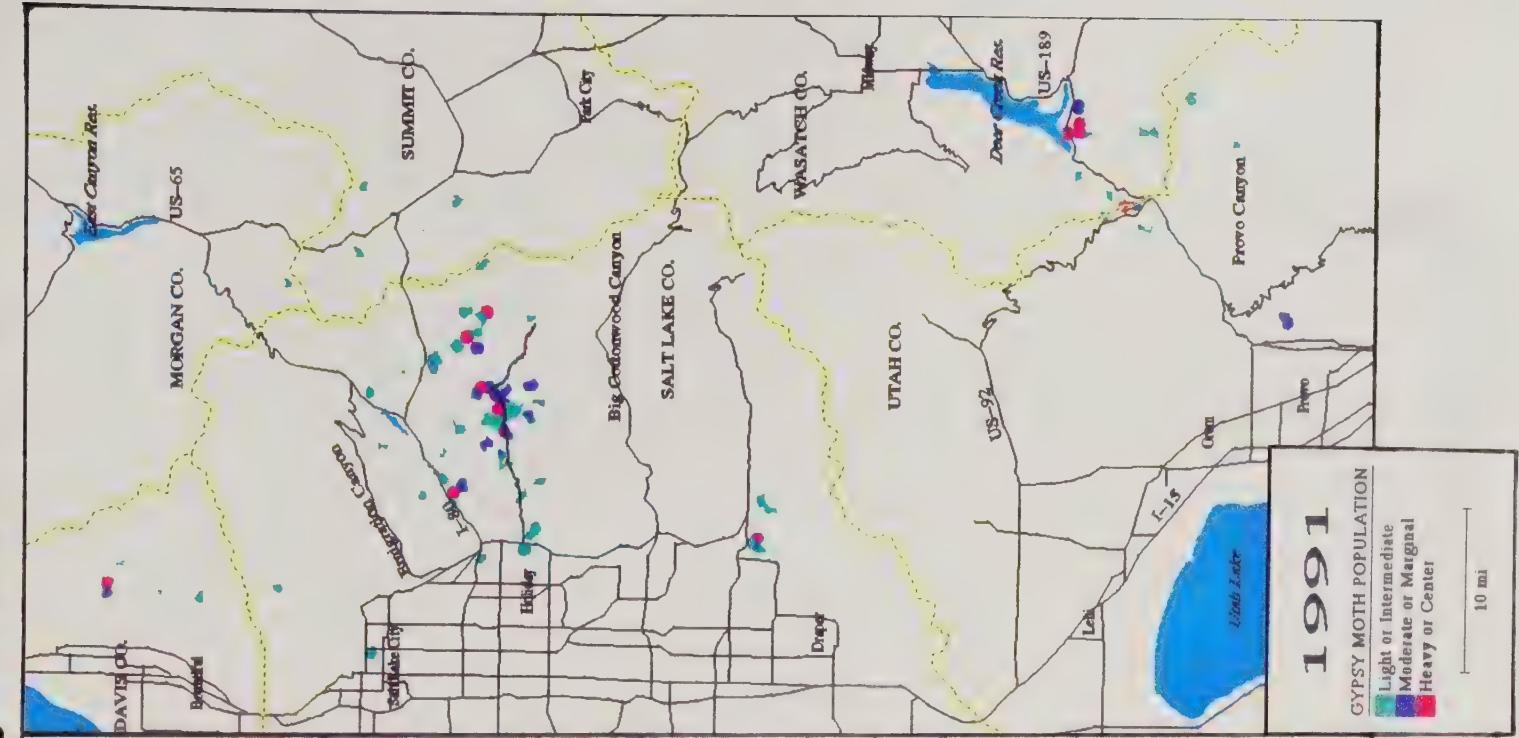 East Canyon Res.
US-65
SUMMIT CO.
Park City
MORGAN CO.
WASATCH CO.
Midway
Deer Creek Res.
US-189
Big Cottonwood Canyon
SALT LAKE CO.
Provo Canyon
UTAH CO.
US-92
Emigration Canyon
I-80
Holiday
Orem
Provo
I-15
DAVIS CO.
Bountiful
Salt Lake City
Draper
Lehi
Utah Lake
1991
GYPSY MOTH POPULATION
Light or Intermediate
Moderate or Marginal
Heavy or Center
10 mi